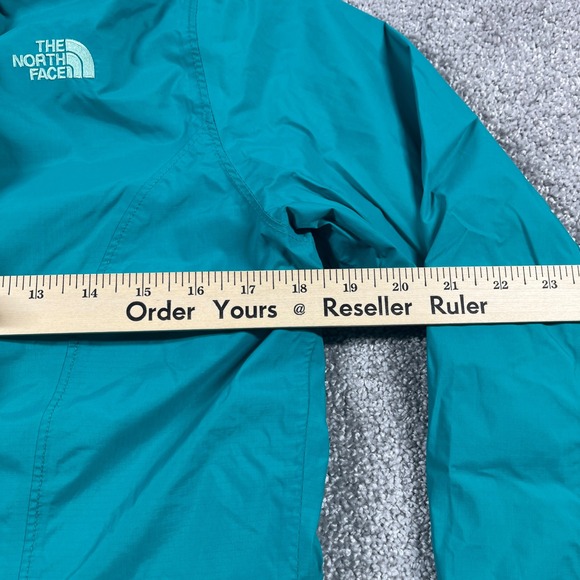 THE
NORTH
FACE
13 14 15 16 17 18 19 20 21 22 23
Order Yours @ Reseller Ruler